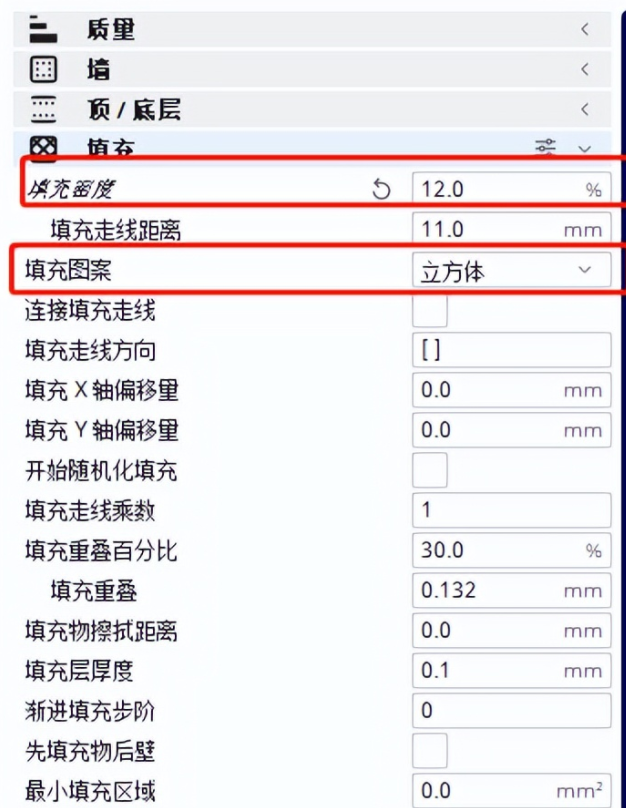 质量
墙
顶 / 底层
填充
填充密度 12.0 %
填充走线距离 11.0 mm
填充图案 立方体
连接填充走线
填充走线方向 [ ]
填充 X 轴偏移量 0.0 mm
填充 Y 轴偏移量 0.0 mm
开始随机化填充
填充走线乘数 1
填充重叠百分比 30.0 %
填充重叠 0.132 mm
填充物擦拭距离 0.0 mm
填充层厚度 0.1 mm
渐进填充步阶 0
先填充物后壁
最小填充区域 0.0 mm²